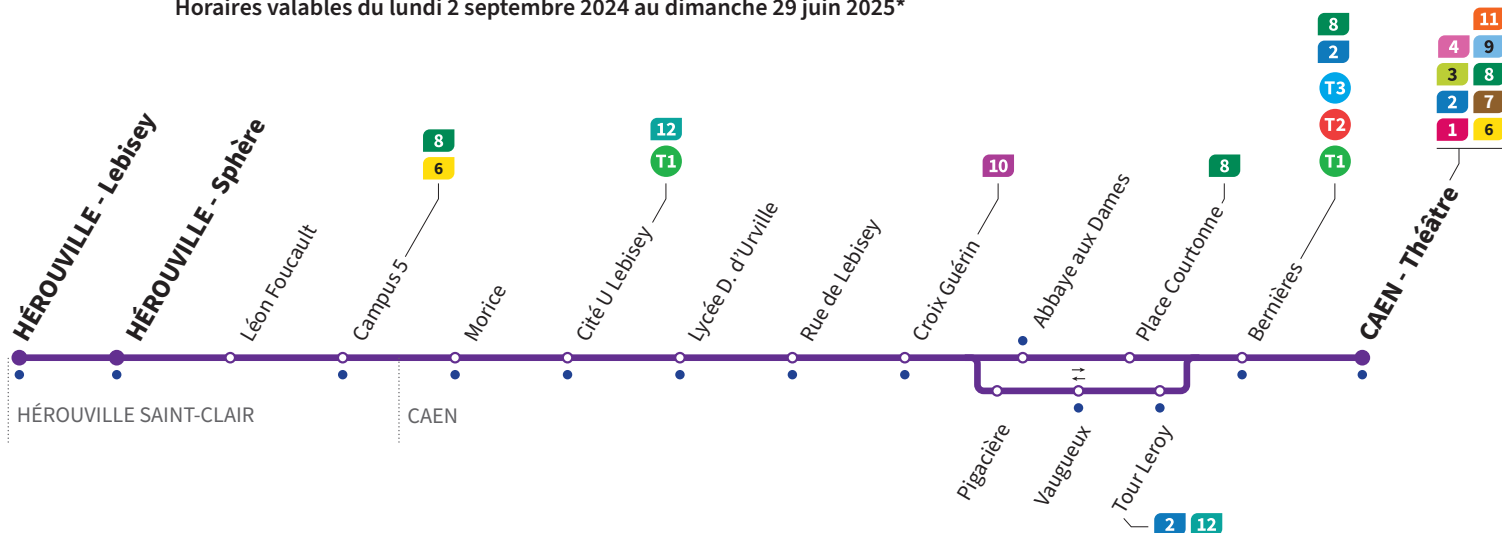 Horaires valables du lundi 2 septembre 2024 au dimanche 29 juin 2025*
HÉROUVILLE - Lebisey
HÉROUVILLE - Sphère
Léon Foucault
Campus 5
8
6
Morice
Cité U Lebisey
12
T1
Lycée D. d'Urville
Rue de Lebisey
Croix Guérin
10
Abbaye aux Dames
Place Courtonne
8
Bernières
8
2
T3
T2
T1
CAEN - Théâtre
11
4 9
3 8
2 7
1 6
HÉROUVILLE SAINT-CLAIR
CAEN
Pigacière
Vaugueux
Tour Leroy
2 12